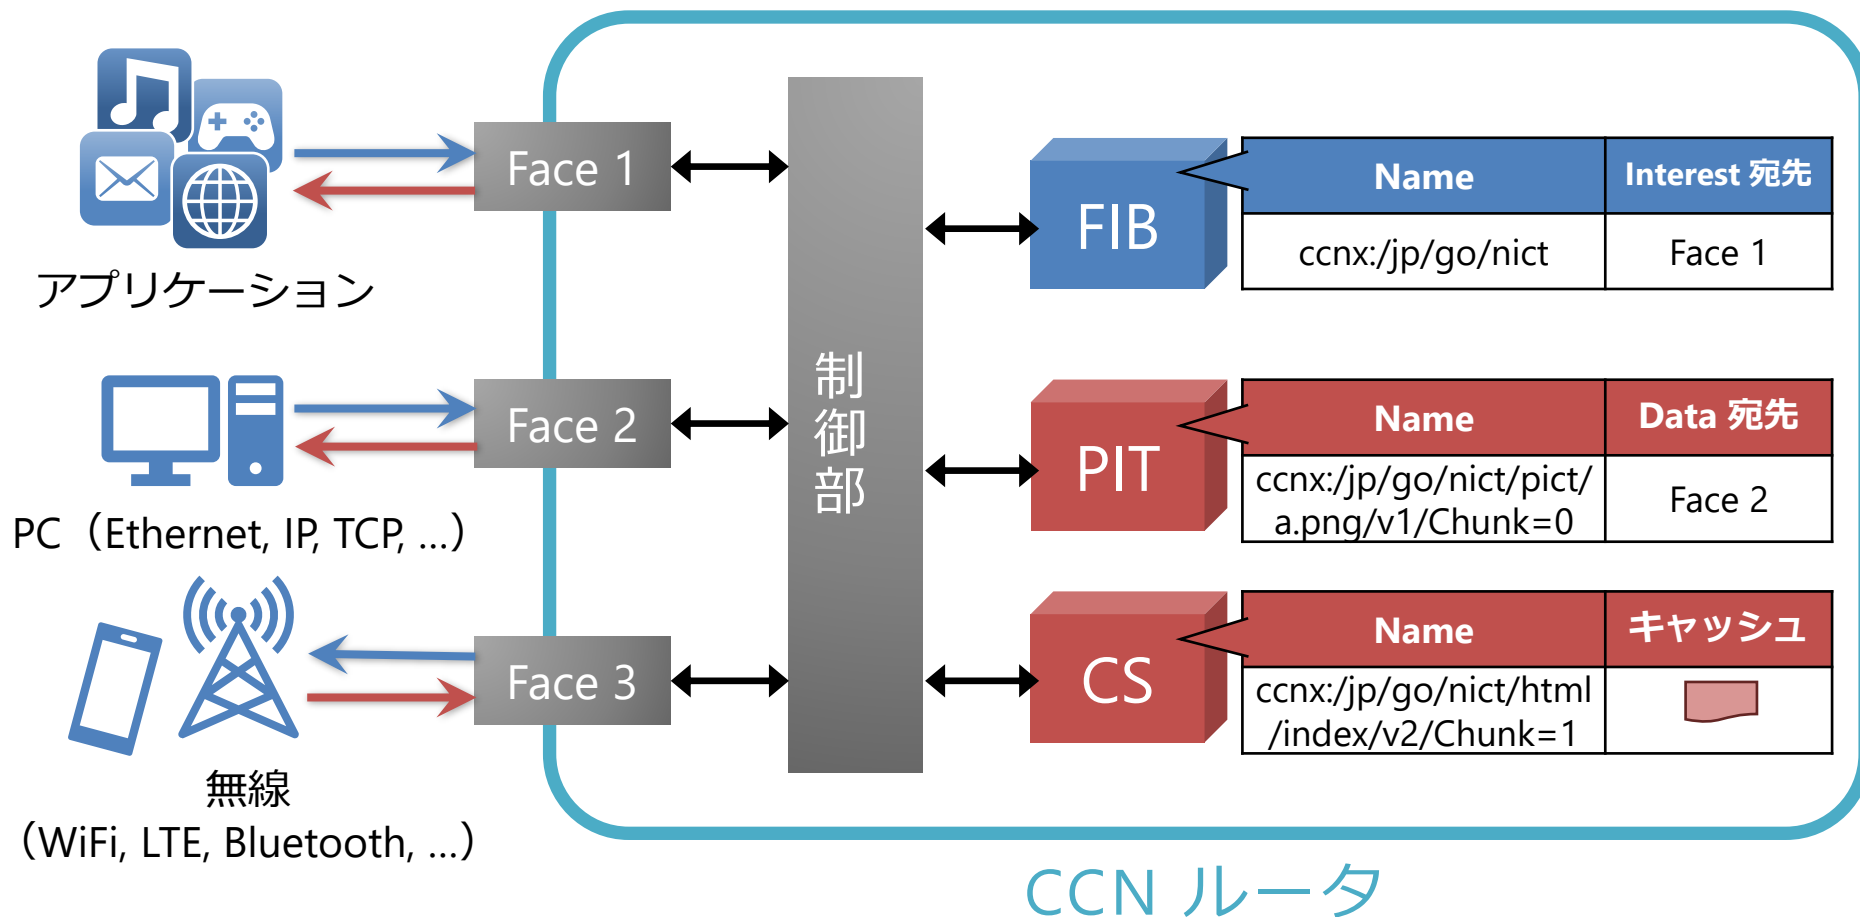 アプリケーション
PC（Ethernet, IP, TCP, ...）
無線
（WiFi, LTE, Bluetooth, ...）
Face 1
Face 2
Face 3
制御部
FIB
Name
Interest 宛先
ccnx:/jp/go/nict
Face 1
PIT
Name
Data 宛先
ccnx:/jp/go/nict/pict/
a.png/v1/Chunk=0
Face 2
CS
Name
キャッシュ
ccnx:/jp/go/nict/html
/index/v2/Chunk=1
CCN ルータ